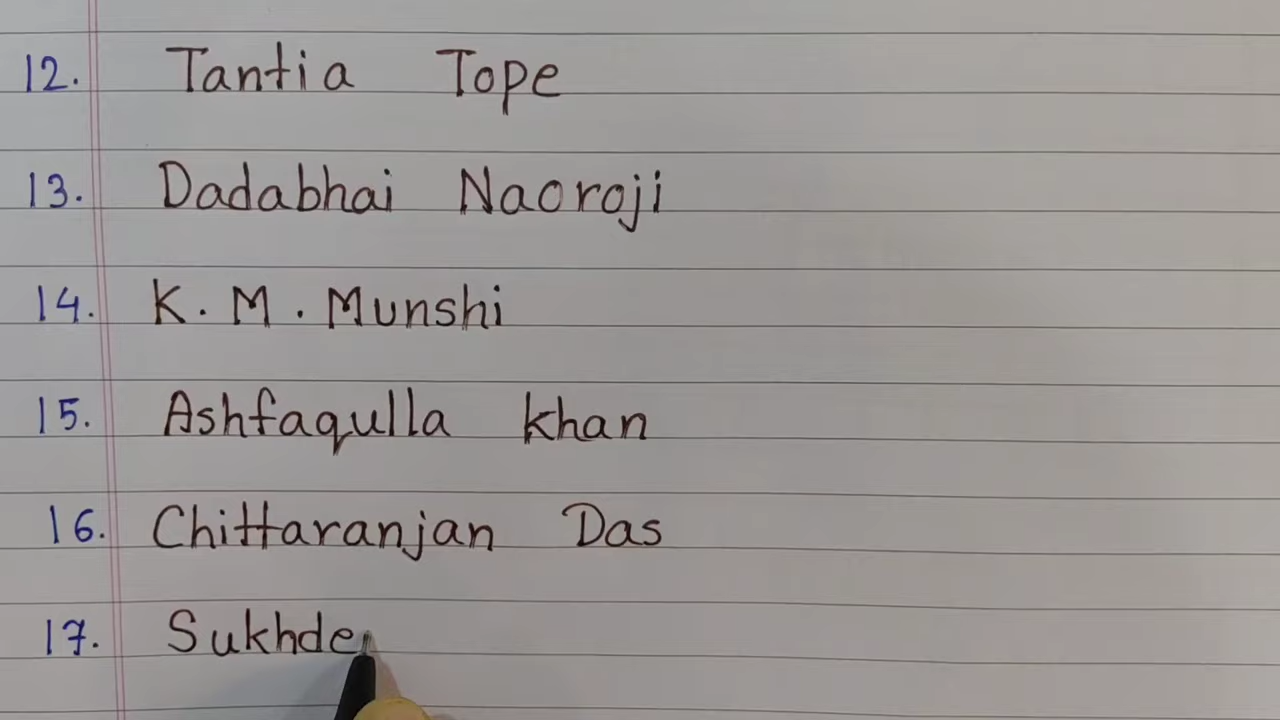 12. Tantia Tope
13. Dadabhai Naoroji
14. K. M. Munshi
15. Ashfaqulla khan
16. Chittaranjan Das
17. Sukhde